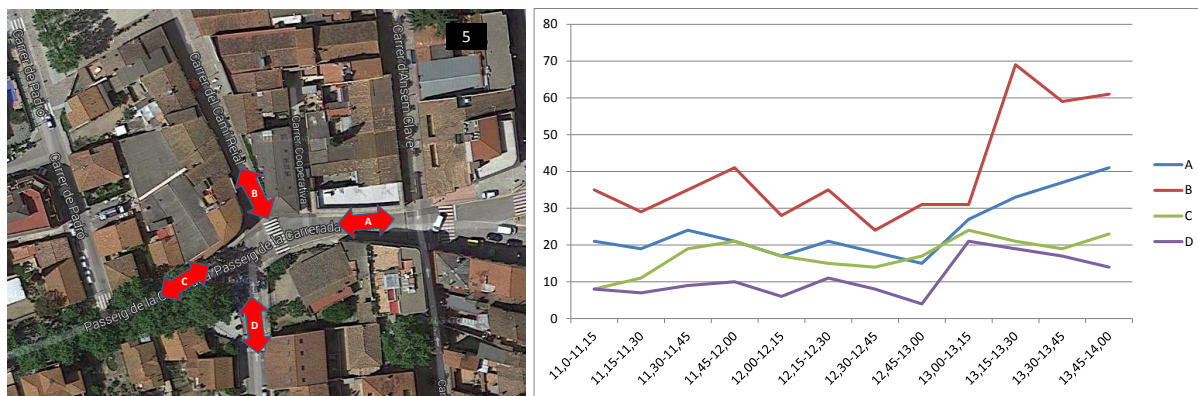 5
Carrer de Padró
Carrer de Padró
Carrer del Camí Reial
Carrer Cooperativa
Carrer d'Anselm Clavé
B
A
C
D
Passeig de la Carrerada
Passeig de la
80
70
60
50
40
30
20
10
0
11,0-11,15
11,15-11,30
11,30-11,45
11,45-12,00
12,00-12,15
12,15-12,30
12,30-12,45
12,45-13,00
13,00-13,15
13,15-13,30
13,30-13,45
13,45-14,00
A
B
C
D